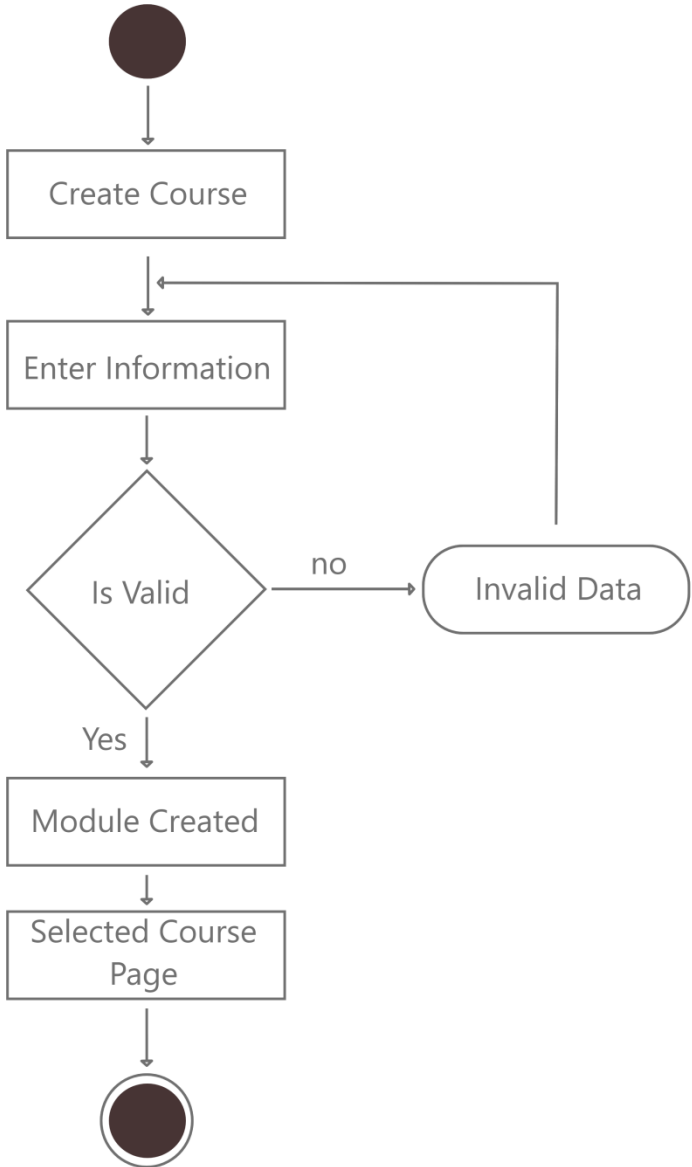 Create Course
Enter Information
Is Valid
no
Invalid Data
Yes
Module Created
Selected Course
Page